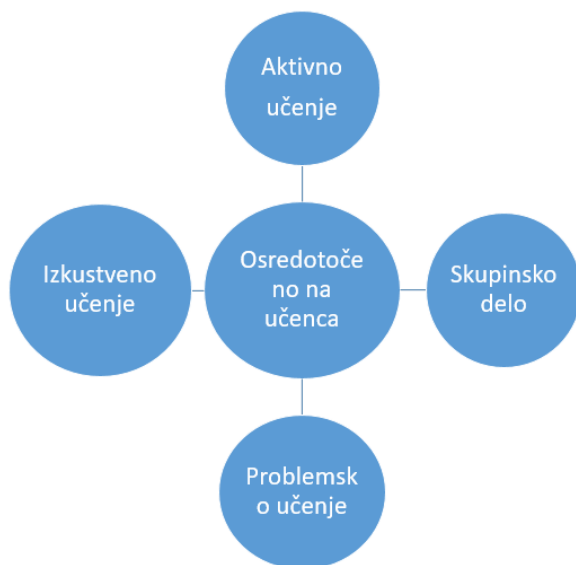 Aktivno
učenje
Izkustveno
učenje
Osredotoče
no na
učenca
Skupinsko
delo
Problemsk
o učenje